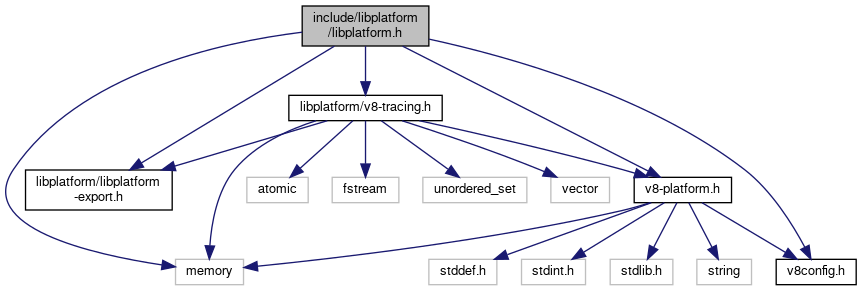 include/libplatform
/libplatform.h
libplatform/v8-tracing.h
libplatform/libplatform
-export.h
atomic
fstream
unordered_set
vector
v8-platform.h
memory
stddef.h
stdint.h
stdlib.h
string
v8config.h